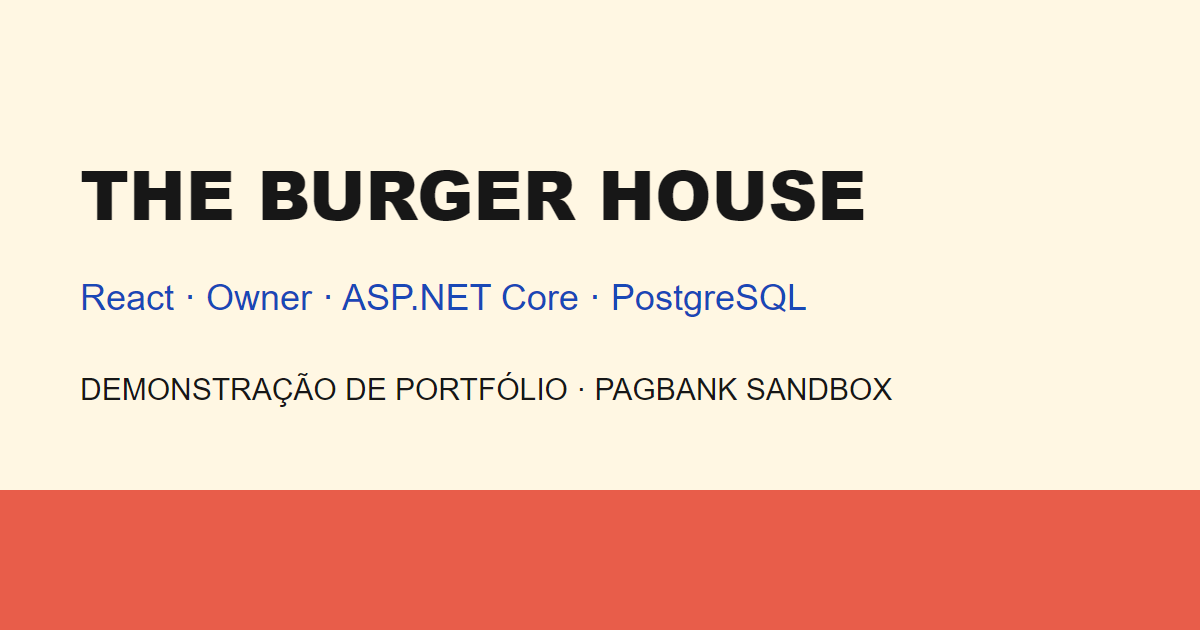 THE BURGER HOUSE
React · Owner · ASP.NET Core · PostgreSQL
DEMONSTRAÇÃO DE PORTFÓLIO · PAGBANK SANDBOX